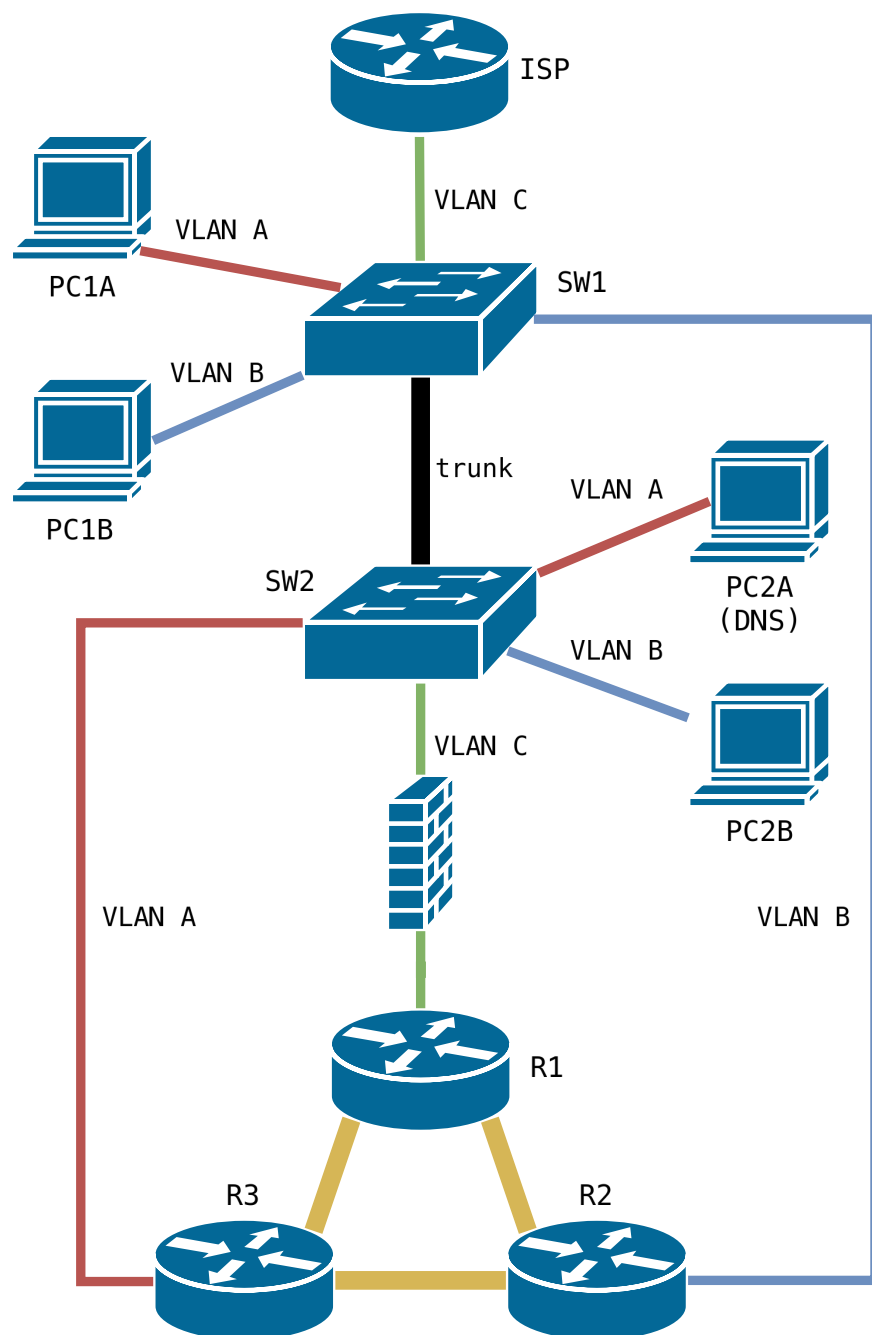 ISP
VLAN C
VLAN A
PC1A
SW1
VLAN B
PC1B
trunk
VLAN A
SW2
PC2A
(DNS)
VLAN B
VLAN C
PC2B
VLAN A
VLAN B
R1
R3
R2